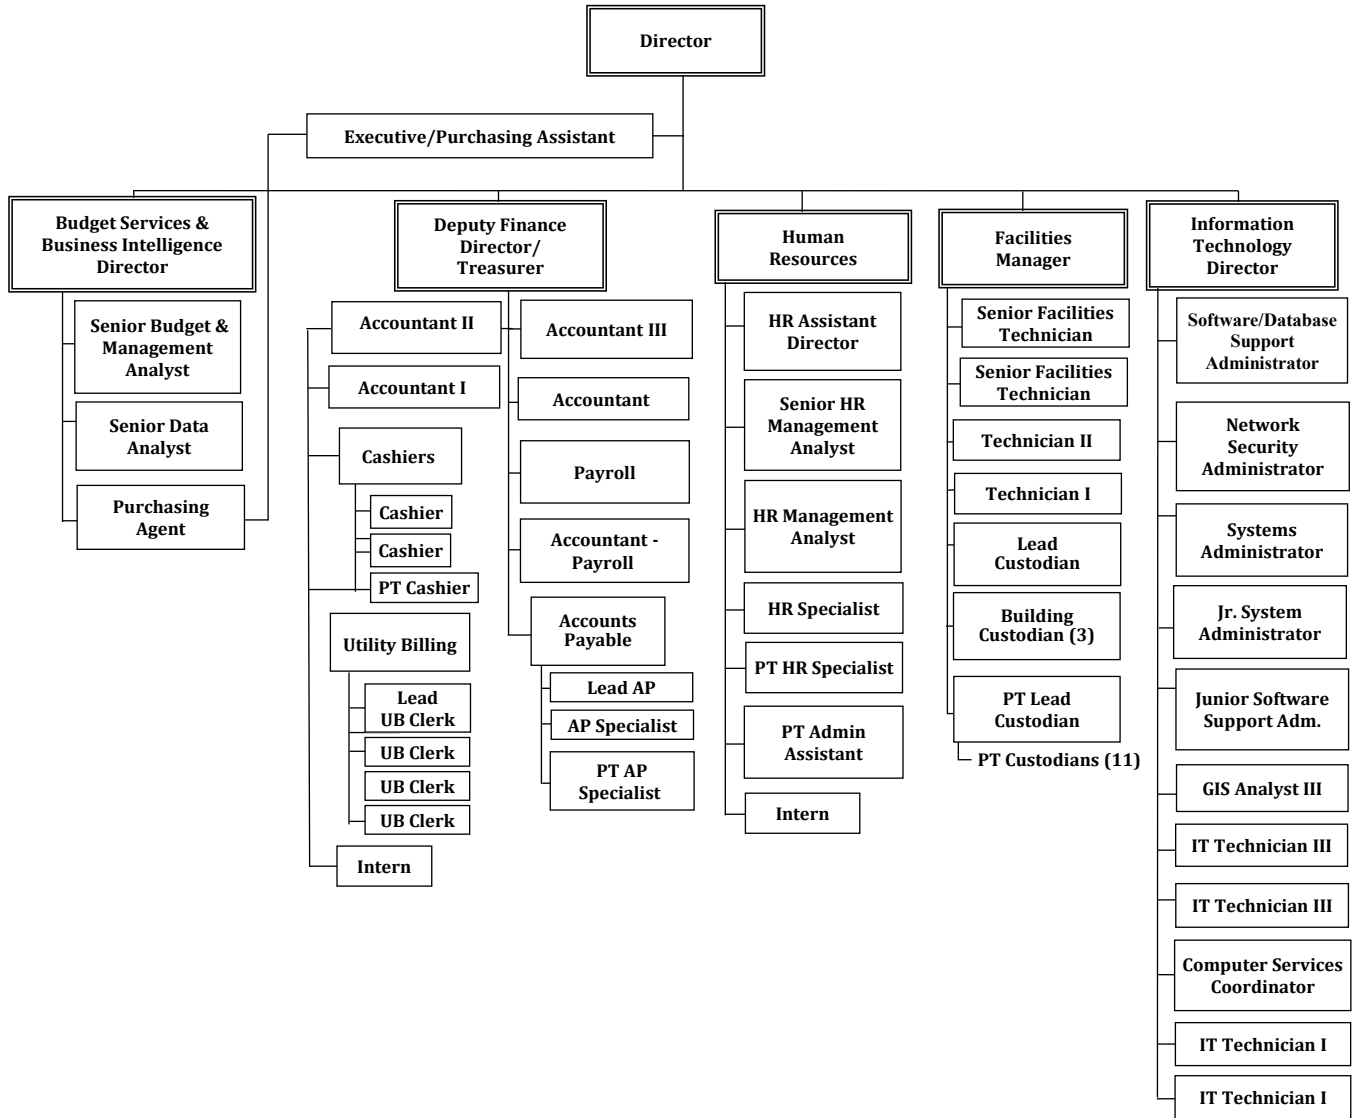 Director
Executive/Purchasing Assistant
Budget Services &
Business Intelligence
Director
Senior Budget &
Management
Analyst
Senior Data
Analyst
Purchasing
Agent
Deputy Finance
Director/
Treasurer
Accountant II
Accountant I
Cashiers
Cashier
Cashier
PT Cashier
Utility Billing
Lead
UB Clerk
UB Clerk
UB Clerk
UB Clerk
Intern
Accountant III
Accountant
Payroll
Accountant -
Payroll
Accounts
Payable
Lead AP
AP Specialist
PT AP
Specialist
Human
Resources
HR Assistant
Director
Senior HR
Management
Analyst
HR Management
Analyst
HR Specialist
PT HR Specialist
PT Admin
Assistant
Intern
Facilities
Manager
Senior Facilities
Technician
Senior Facilities
Technician
Technician II
Technician I
Lead
Custodian
Building
Custodian (3)
PT Lead
Custodian
PT Custodians (11)
Information
Technology
Director
Software/Database
Support
Administrator
Network
Security
Administrator
Systems
Administrator
Jr. System
Administrator
Junior Software
Support Adm.
GIS Analyst III
IT Technician III
IT Technician III
Computer Services
Coordinator
IT Technician I
IT Technician I